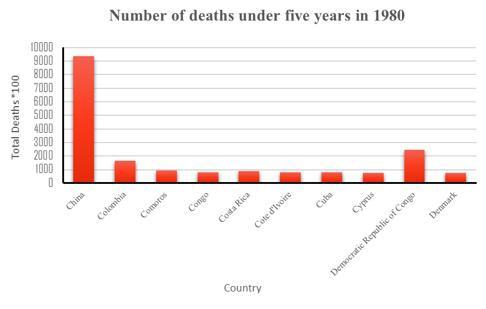 Number of deaths under five years in 1980
Total Deaths*100
10000
9000
8000
7000
6000
5000
4000
3000
2000
1000
0
China
Colombia
Comoros
Congo
Costa Rica
Cote d'Ivoire
Cuba
Cyprus
Democratic Republic of Congo
Denmark
Country